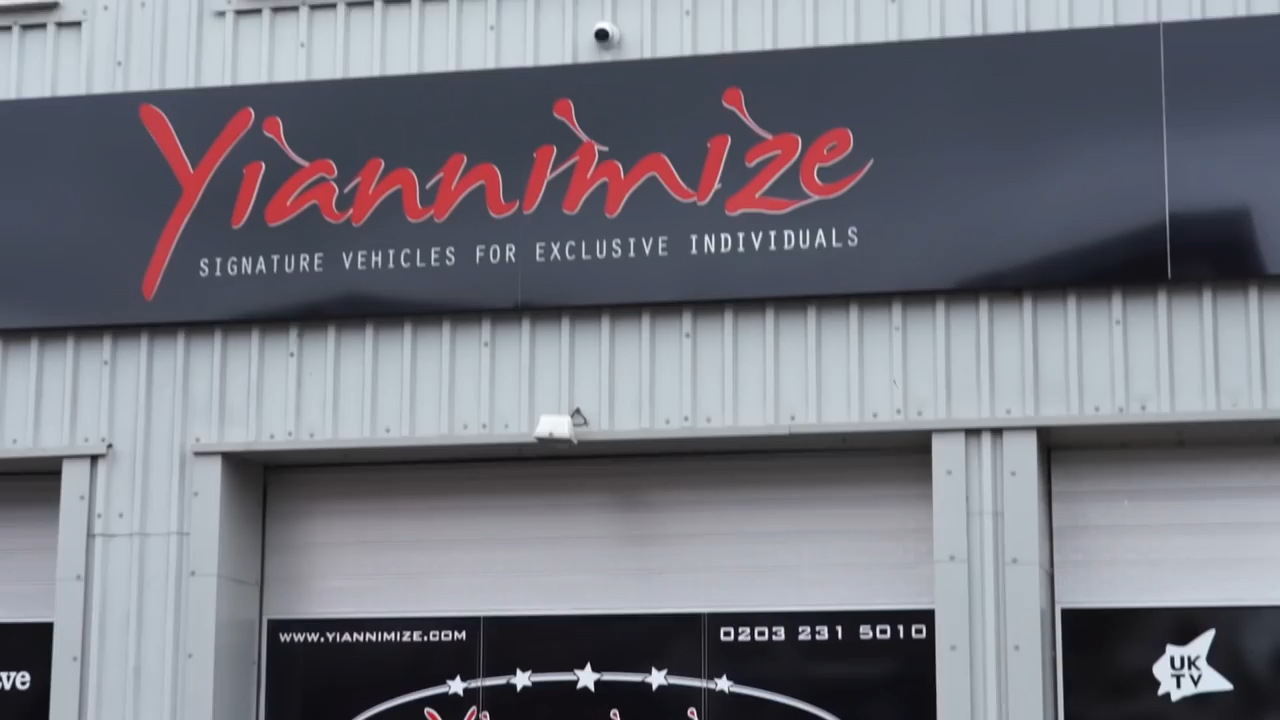 Yiannimize
SIGNATURE VEHICLES FOR EXCLUSIVE INDIVIDUALS
WWW.YIANNIMIZE.COM
0203 231 5010
UK
TV